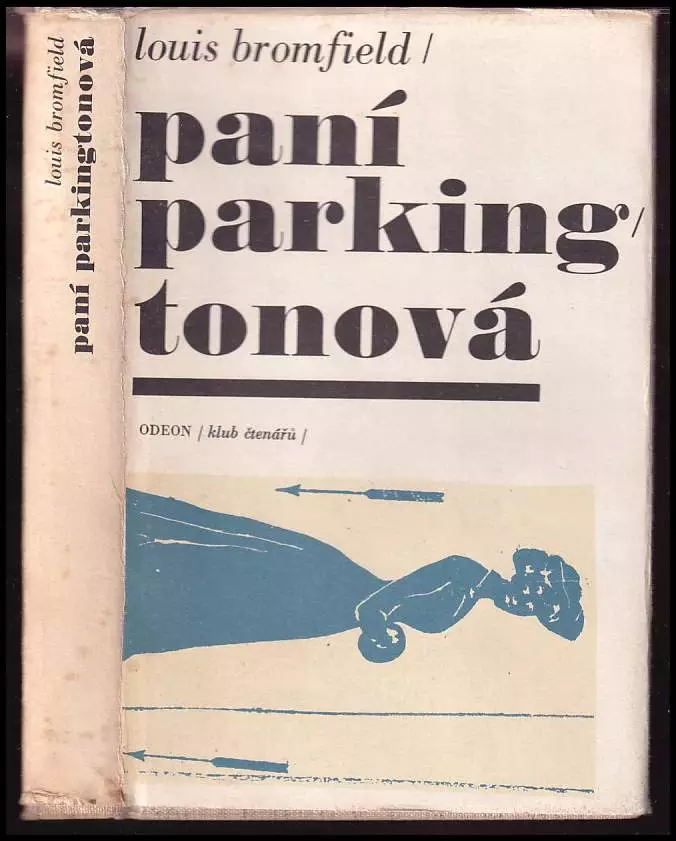 louis bromfield
paní parkingtonová
louis bromfield /
paní
parking /
tonová
ODEON / klub čtenářů /